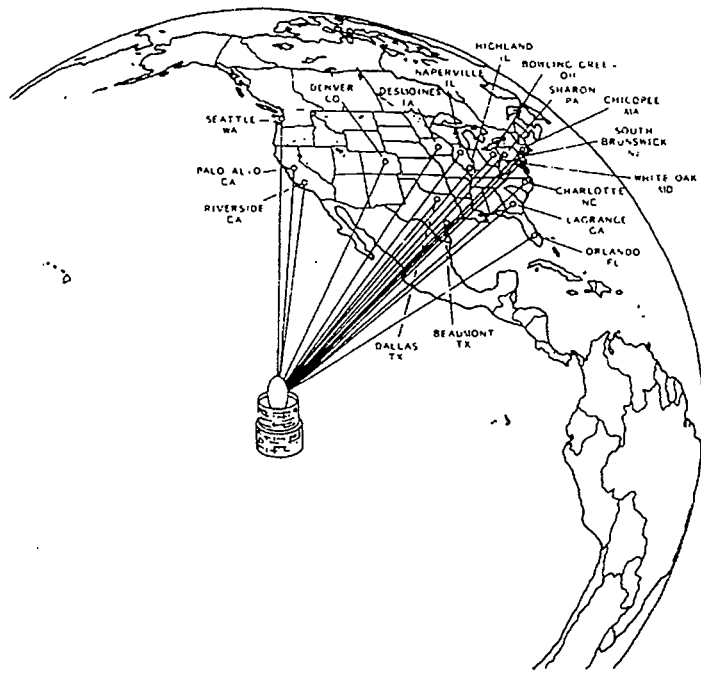 HIGHLAND
IL
BOWLING GREE -
OH
NAPERVILLE
IL
SHARON
PA
DENVER
CO
DESMOINES
IA
CHICOPEE
MA
SEATTLE
WA
SOUTH
BRUNSWICK
NJ
PALO ALTO
CA
WHITE OAK
MD
RIVERSIDE
CA
CHARLOTTE
NC
LAGRANGE
GA
ORLANDO
FL
BEAUMONT
TX
DALLAS
TX